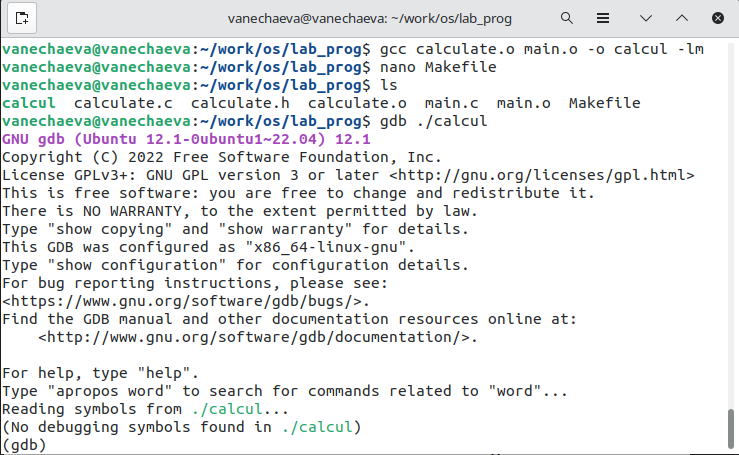 vanechaeva@vanechaeva: ~/work/os/lab_prog
vanechaeva@vanechaeva:~/work/os/lab_prog$ gcc calculate.o main.o -o calcul -lm
vanechaeva@vanechaeva:~/work/os/lab_prog$ nano Makefile
vanechaeva@vanechaeva:~/work/os/lab_prog$ ls
calcul  calculate.c  calculate.h  calculate.o  main.c  main.o  Makefile
vanechaeva@vanechaeva:~/work/os/lab_prog$ gdb ./calcul
GNU gdb (Ubuntu 12.1-0ubuntu1~22.04) 12.1
Copyright (C) 2022 Free Software Foundation, Inc.
License GPLv3+: GNU GPL version 3 or later <http://gnu.org/licenses/gpl.html>
This is free software: you are free to change and redistribute it.
There is NO WARRANTY, to the extent permitted by law.
Type "show copying" and "show warranty" for details.
This GDB was configured as "x86_64-linux-gnu".
Type "show configuration" for configuration details.
For bug reporting instructions, please see:
<https://www.gnu.org/software/gdb/bugs/>.
Find the GDB manual and other documentation resources online at:
    <http://www.gnu.org/software/gdb/documentation/>.

For help, type "help".
Type "apropos word" to search for commands related to "word"...
Reading symbols from ./calcul...
(No debugging symbols found in ./calcul)
(gdb)